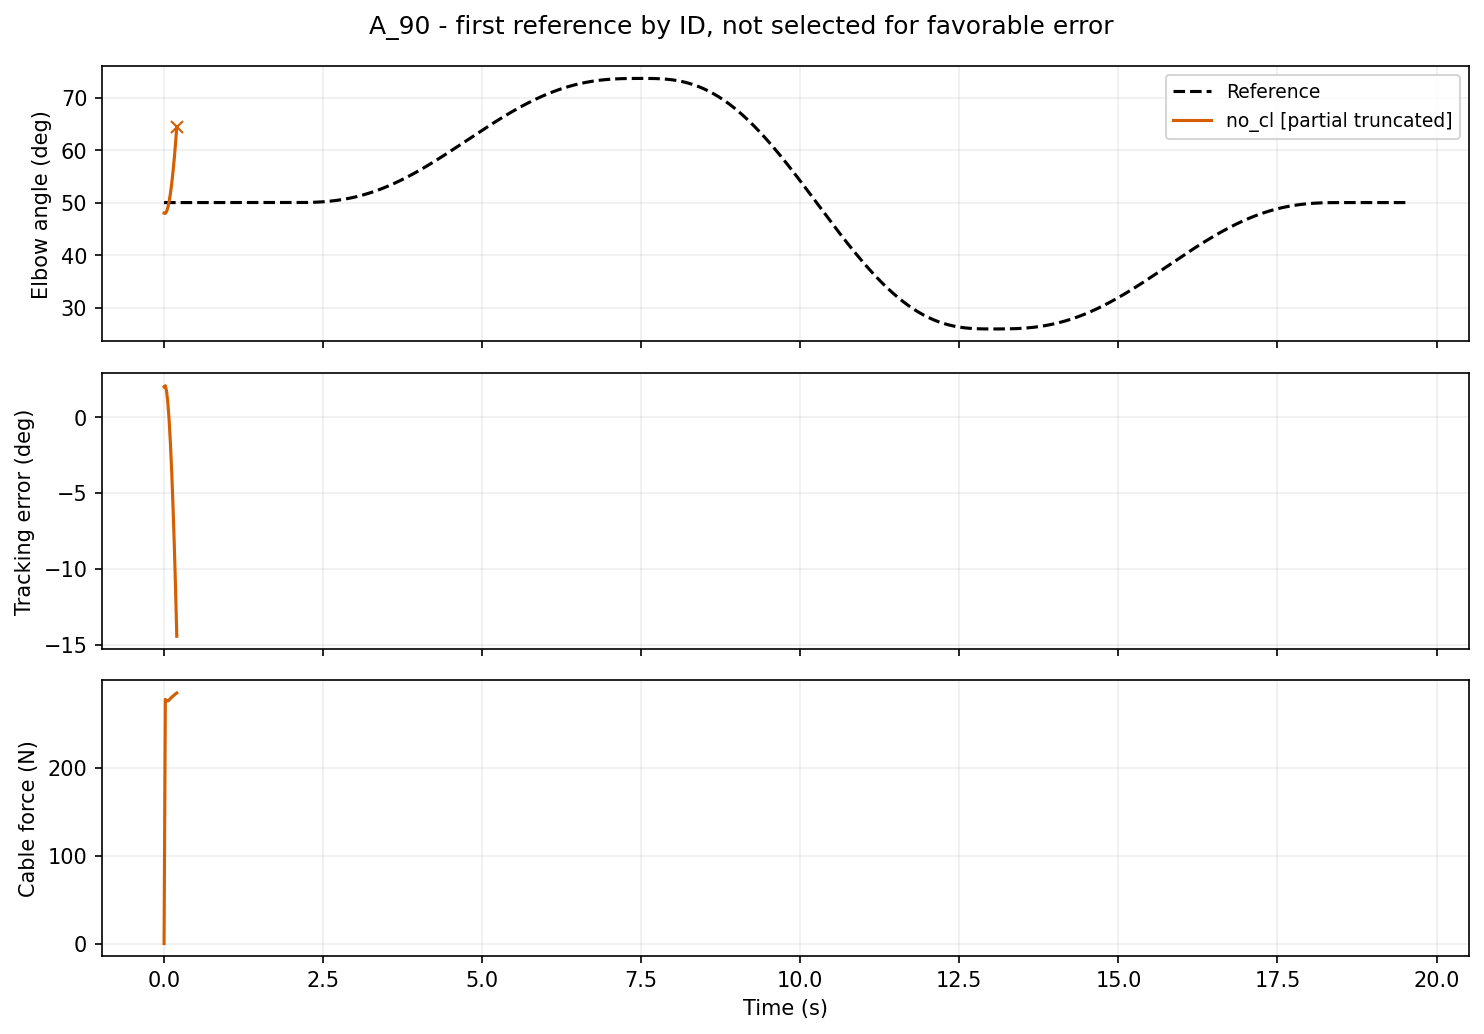 A_90 - first reference by ID, not selected for favorable error
Elbow angle (deg)
70
60
50
40
30
Reference
no_cl [partial truncated]
Tracking error (deg)
0
−5
−10
−15
Cable force (N)
200
100
0
0.0 2.5 5.0 7.5 10.0 12.5 15.0 17.5 20.0
Time (s)